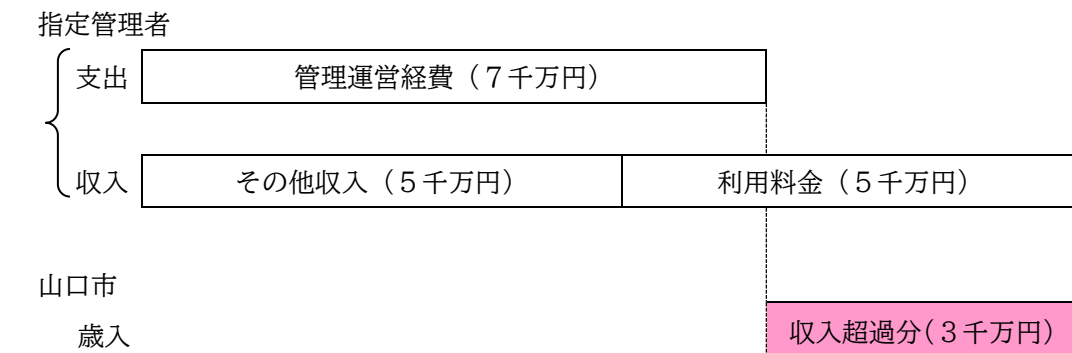 指定管理者
支出 管理運営経費(7千万円)
収入 その他収入(5千万円) 利用料金(5千万円)
山口市
歳入 収入超過分(3千万円)